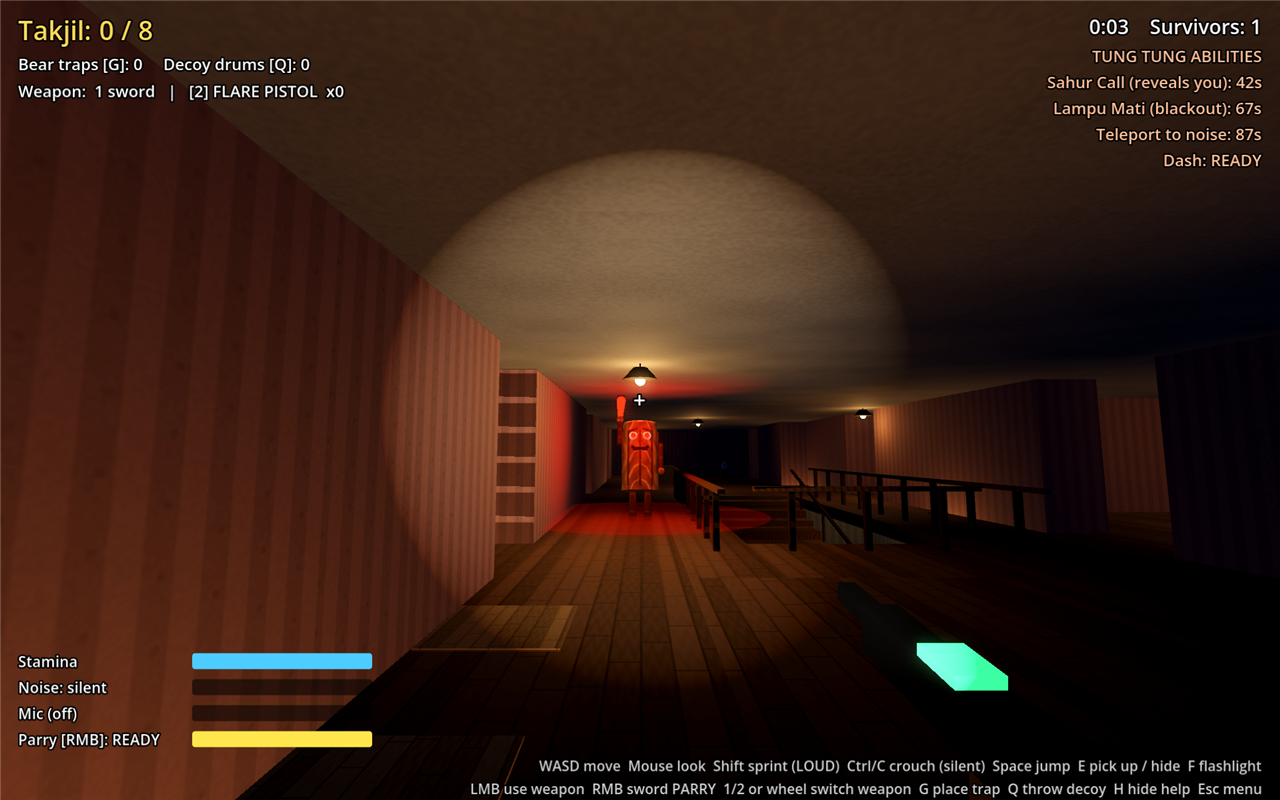 Takjil: 0 / 8
Bear traps [G]: 0 Decoy drums [Q]: 0
Weapon: 1 sword | [2] FLARE PISTOL x0
0:03 Survivors: 1
TUNG TUNG ABILITIES
Sahur Call (reveals you): 42s
Lampu Mati (blackout): 67s
Teleport to noise: 87s
Dash: READY
Stamina
Noise: silent
Mic (off)
Parry [RMB]: READY
WASD move Mouse look Shift sprint (LOUD) Ctrl/C crouch (silent) Space jump E pick up / hide F flashlight
LMB use weapon RMB sword PARRY 1/2 or wheel switch weapon G place trap Q throw decoy H hide help Esc menu